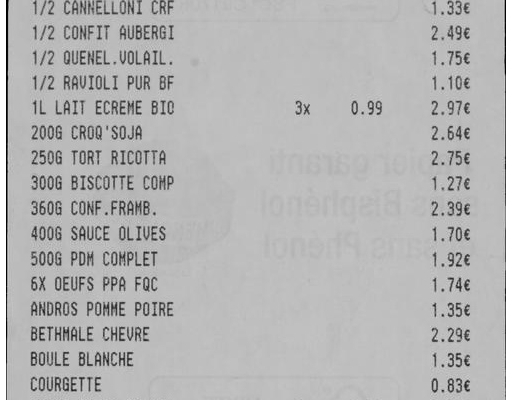 1/2 CANNELLONI CRF 1.33€
1/2 CONFIT AUBERGI 2.49€
1/2 QUENEL.VOLAIL. 1.75€
1/2 RAVIOLI PUR BF 1.10€
1L LAIT ECREME BIO 3x 0.99 2.97€
200G CROQ'SOJA 2.64€
250G TORT RICOTTA 2.75€
300G BISCOTTE COMP 1.27€
360G CONF.FRAMB. 2.39€
400G SAUCE OLIVES 1.70€
500G PDM COMPLET 1.92€
6X OEUFS PPA FQC 1.74€
ANDROS POMME POIRE 1.35€
BETHMALE CHEVRE 2.29€
BOULE BLANCHE 1.35€
COURGETTE 0.83€
Papier garanti
sans Bisphénol
et sans Phénol